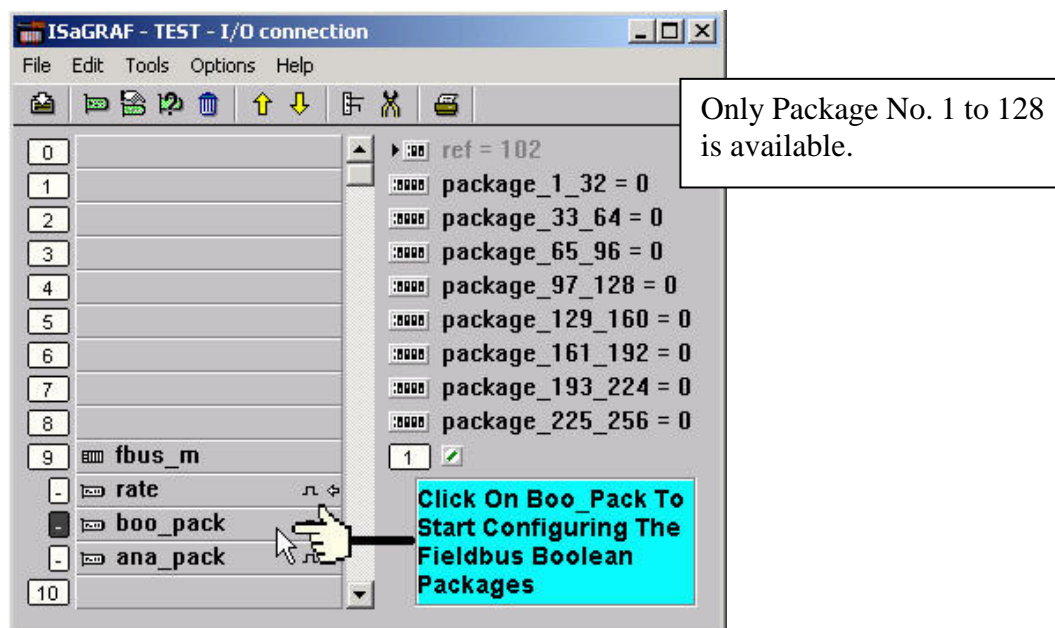 ISaGRAF - TEST - I/O connection
File Edit Tools Options Help
Only Package No. 1 to 128
is available.
0
1
2
3
4
5
6
7
8
9 fbus_m
- rate
- boo_pack
- ana_pack
10
ref = 102
package_1_32 = 0
package_33_64 = 0
package_65_96 = 0
package_97_128 = 0
package_129_160 = 0
package_161_192 = 0
package_193_224 = 0
package_225_256 = 0
1
Click On Boo_Pack To
Start Configuring The
Fieldbus Boolean
Packages